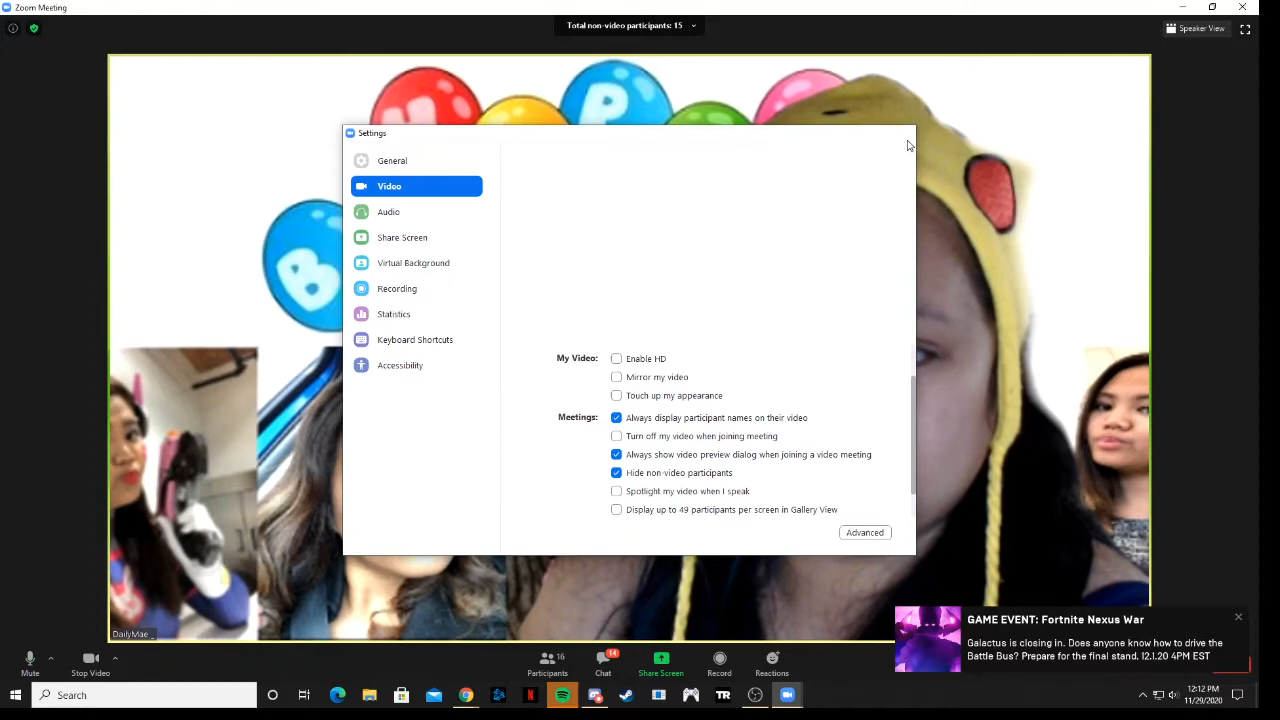 Zoom Meeting
Total non-video participants: 15
Speaker View
P
B
Settings
General
Video
Audio
Share Screen
Virtual Background
Recording
Statistics
Keyboard Shortcuts
Accessibility
My Video:
Enable HD
Mirror my video
Touch up my appearance
Meetings:
Always display participant names on their video
Turn off my video when joining meeting
Always show video preview dialog when joining a video meeting
Hide non-video participants
Spotlight my video when I speak
Display up to 49 participants per screen in Gallery View
Advanced
GAME EVENT: Fortnite Nexus War
Galactus is closing in. Does anyone know how to drive the
Battle Bus? Prepare for the final stand. 12.1.20 4PM EST
DailyMae _
Mute
Stop Video
16
Participants
14
Chat
Share Screen
Record
Reactions
Search
N
TR
12:12 PM
11/29/2020